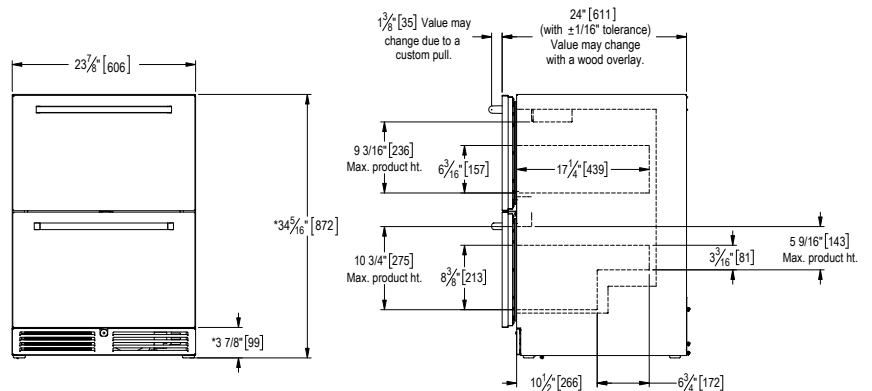 1 3/8" [35] Value may
change due to a
custom pull.
24" [611]
(with ±1/16" tolerance)
Value may change
with a wood overlay.
23 7/8" [606]
9 3/16" [236]
Max. product ht.
6 3/16" [157]
17 1/4" [439]
*34 5/16" [872]
10 3/4" [275]
Max. product ht.
8 3/8" [213]
5 9/16" [143]
Max. product ht.
3 3/16" [81]
*3 7/8" [99]
10 1/2" [266]
6 3/4" [172]